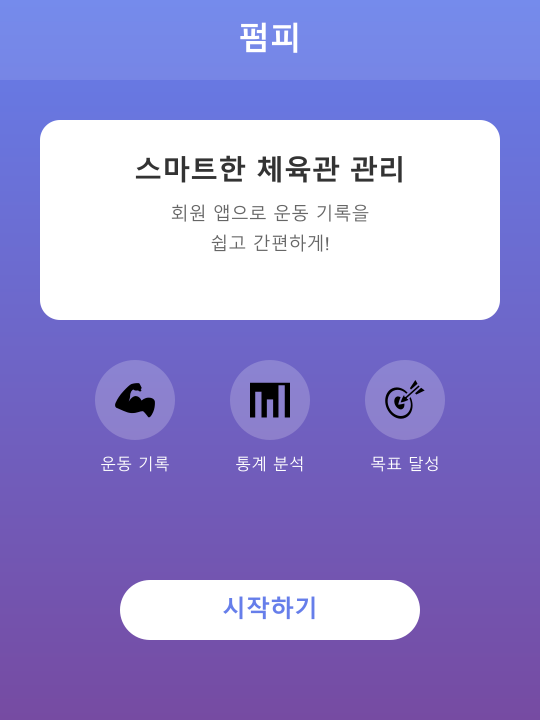 펌피
스마트한 체육관 관리
회원 앱으로 운동 기록을
쉽고 간편하게!
운동 기록
통계 분석
목표 달성
시작하기